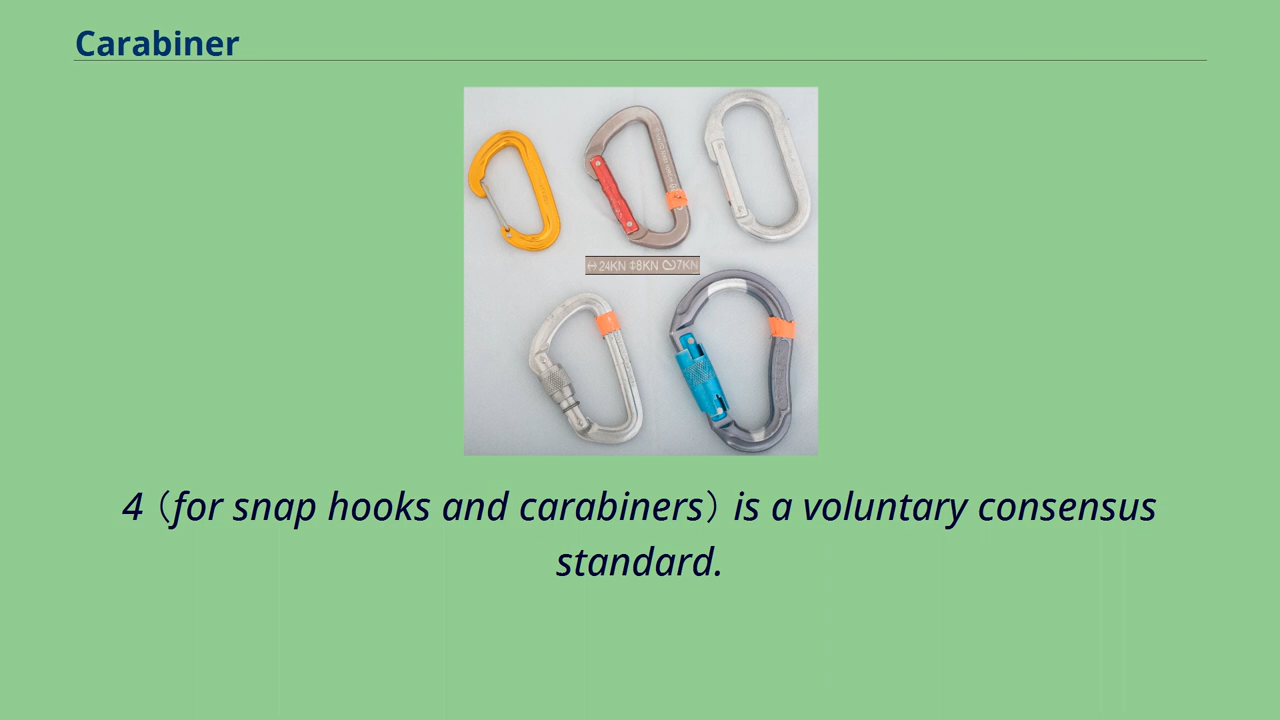 Carabiner
⟷24KN ↕8KN 7KN
4（for snap hooks and carabiners）is a voluntary consensus
standard.